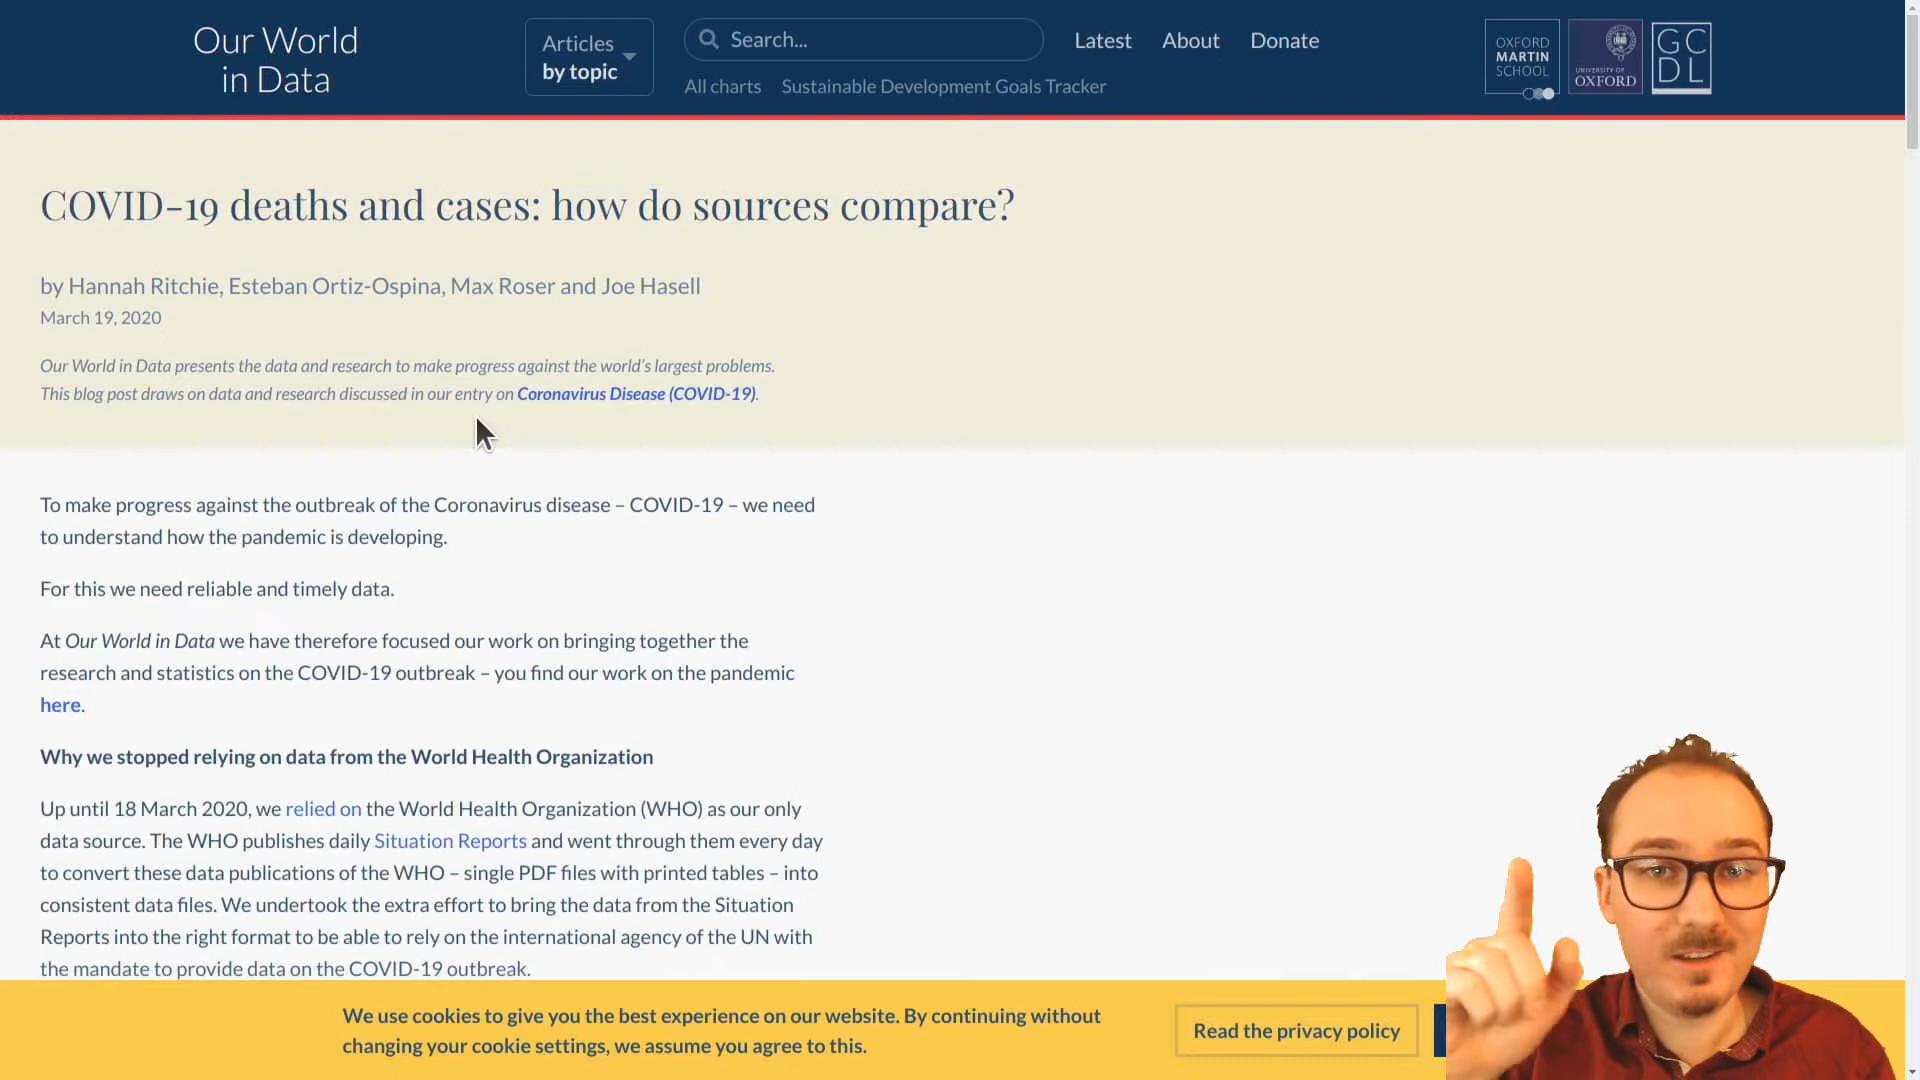 Our World
in Data
Articles
by topic
Search...
Latest
About
Donate
All charts
Sustainable Development Goals Tracker
OXFORD
MARTIN
SCHOOL
UNIVERSITY OF
OXFORD
GC
DL
COVID-19 deaths and cases: how do sources compare?
by Hannah Ritchie, Esteban Ortiz-Ospina, Max Roser and Joe Hasell
March 19, 2020
Our World in Data presents the data and research to make progress against the world's largest problems.
This blog post draws on data and research discussed in our entry on Coronavirus Disease (COVID-19).
To make progress against the outbreak of the Coronavirus disease – COVID-19 – we need
to understand how the pandemic is developing.
For this we need reliable and timely data.
At Our World in Data we have therefore focused our work on bringing together the
research and statistics on the COVID-19 outbreak – you find our work on the pandemic
here.
Why we stopped relying on data from the World Health Organization
Up until 18 March 2020, we relied on the World Health Organization (WHO) as our only
data source. The WHO publishes daily Situation Reports and went through them every day
to convert these data publications of the WHO – single PDF files with printed tables – into
consistent data files. We undertook the extra effort to bring the data from the Situation
Reports into the right format to be able to rely on the international agency of the UN with
the mandate to provide data on the COVID-19 outbreak.
We use cookies to give you the best experience on our website. By continuing without
changing your cookie settings, we assume you agree to this.
Read the privacy policy